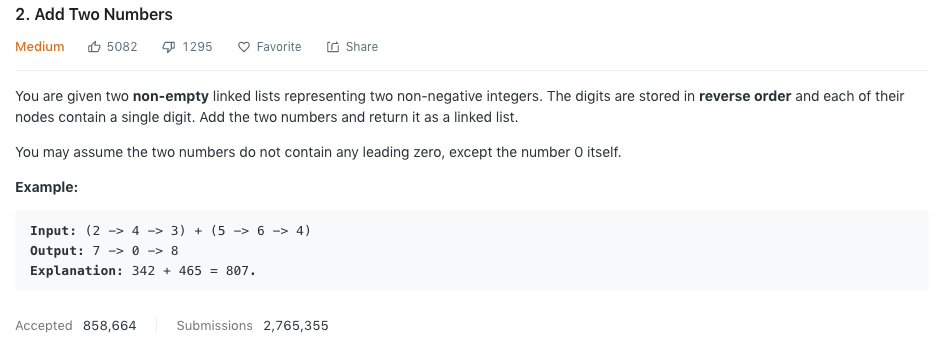 2. Add Two Numbers
Medium 5082 1295 Favorite Share
You are given two non-empty linked lists representing two non-negative integers. The digits are stored in reverse order and each of their
nodes contain a single digit. Add the two numbers and return it as a linked list.
You may assume the two numbers do not contain any leading zero, except the number 0 itself.
Example:
Input: (2 -> 4 -> 3) + (5 -> 6 -> 4)
Output: 7 -> 0 -> 8
Explanation: 342 + 465 = 807.
Accepted 858,664 Submissions 2,765,355